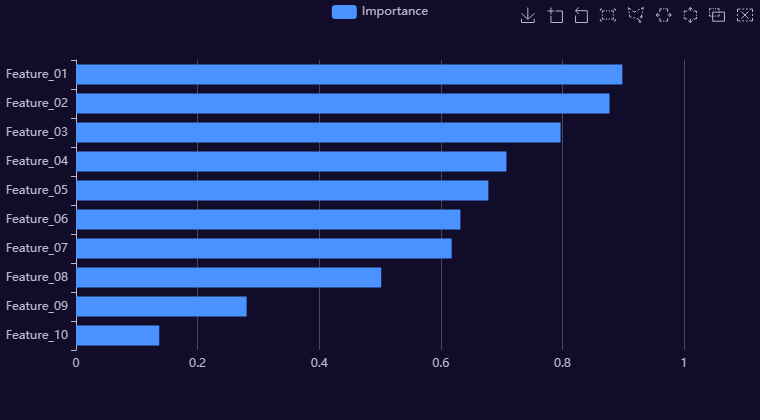 Importance
Feature_01
Feature_02
Feature_03
Feature_04
Feature_05
Feature_06
Feature_07
Feature_08
Feature_09
Feature_10
0 0.2 0.4 0.6 0.8 1